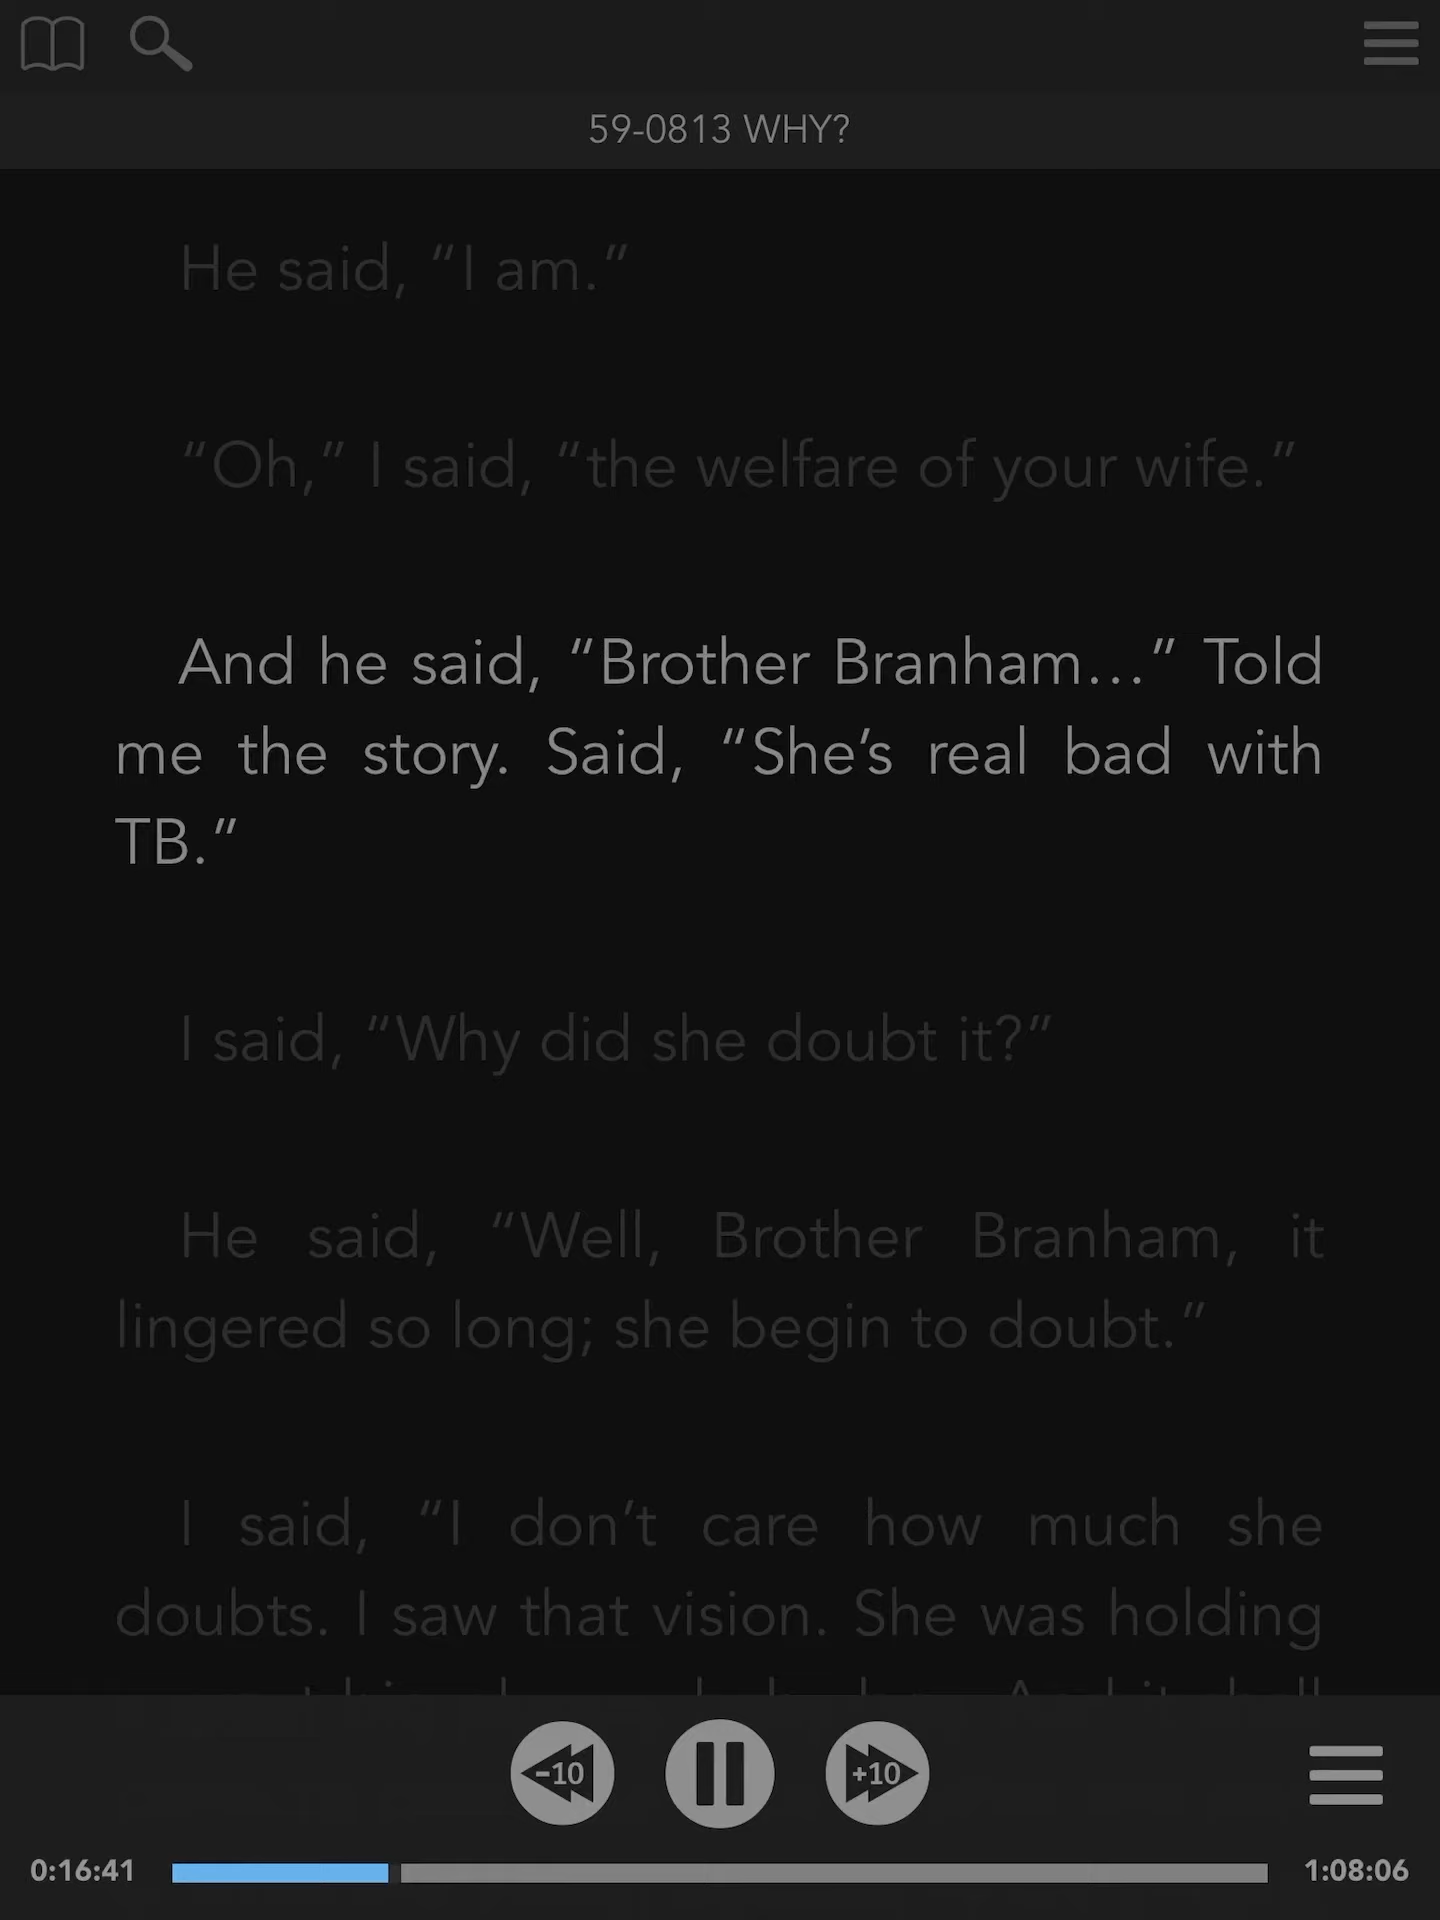 59-0813 WHY?
He said, “I am.”
“Oh,” I said, “the welfare of your wife.”
And he said, “Brother Branham…” Told
me the story. Said, “She’s real bad with
TB.”
I said, “Why did she doubt it?”
He said, “Well, Brother Branham, it
lingered so long; she begin to doubt.”
I said, “I don’t care how much she
doubts. I saw that vision. She was holding
-10
+10
0:16:41
1:08:06